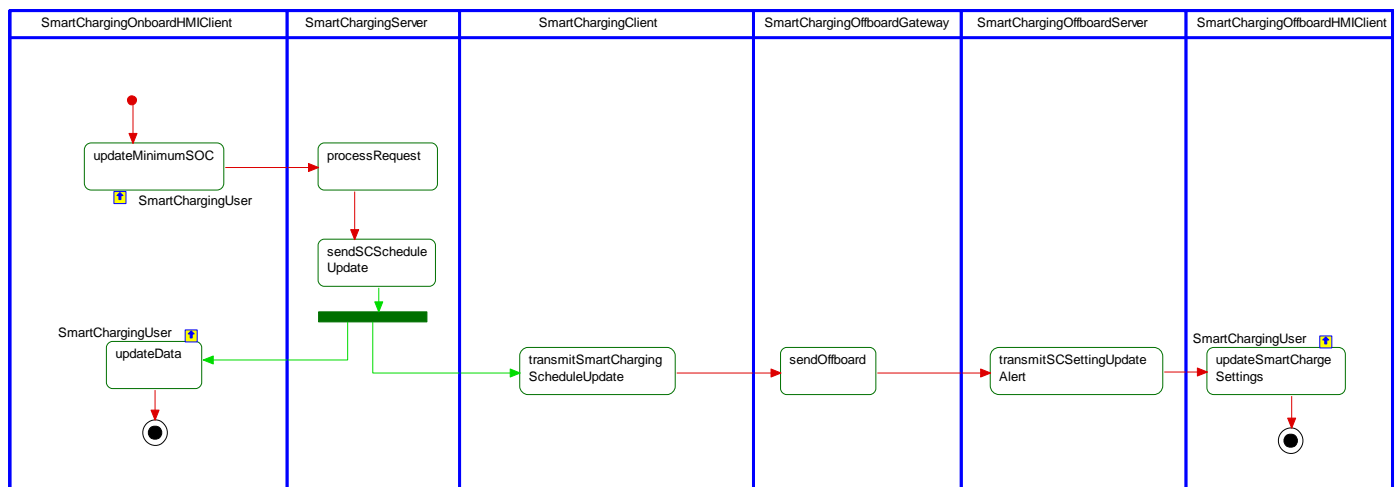 SmartChargingOnboardHMIClient
SmartChargingServer
SmartChargingClient
SmartChargingOffboardGateway
SmartChargingOffboardServer
SmartChargingOffboardHMIClient
updateMinimumSOC
processRequest
SmartChargingUser
sendSCSchedule
Update
SmartChargingUser
updateData
transmitSmartCharging
ScheduleUpdate
sendOffboard
transmitSCSettingUpdate
Alert
SmartChargingUser
updateSmartCharge
Settings